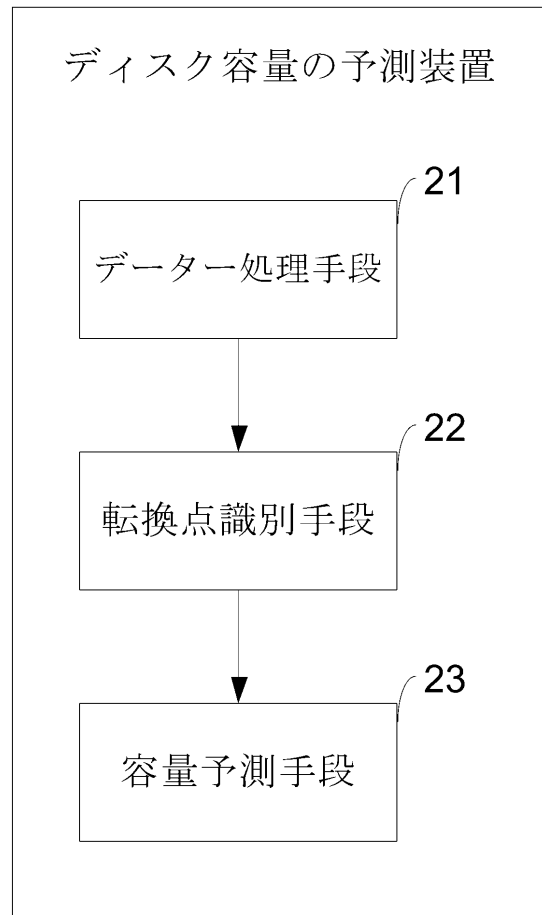 ディスク容量の予測装置
21
データー処理手段
22
転換点識別手段
23
容量予測手段